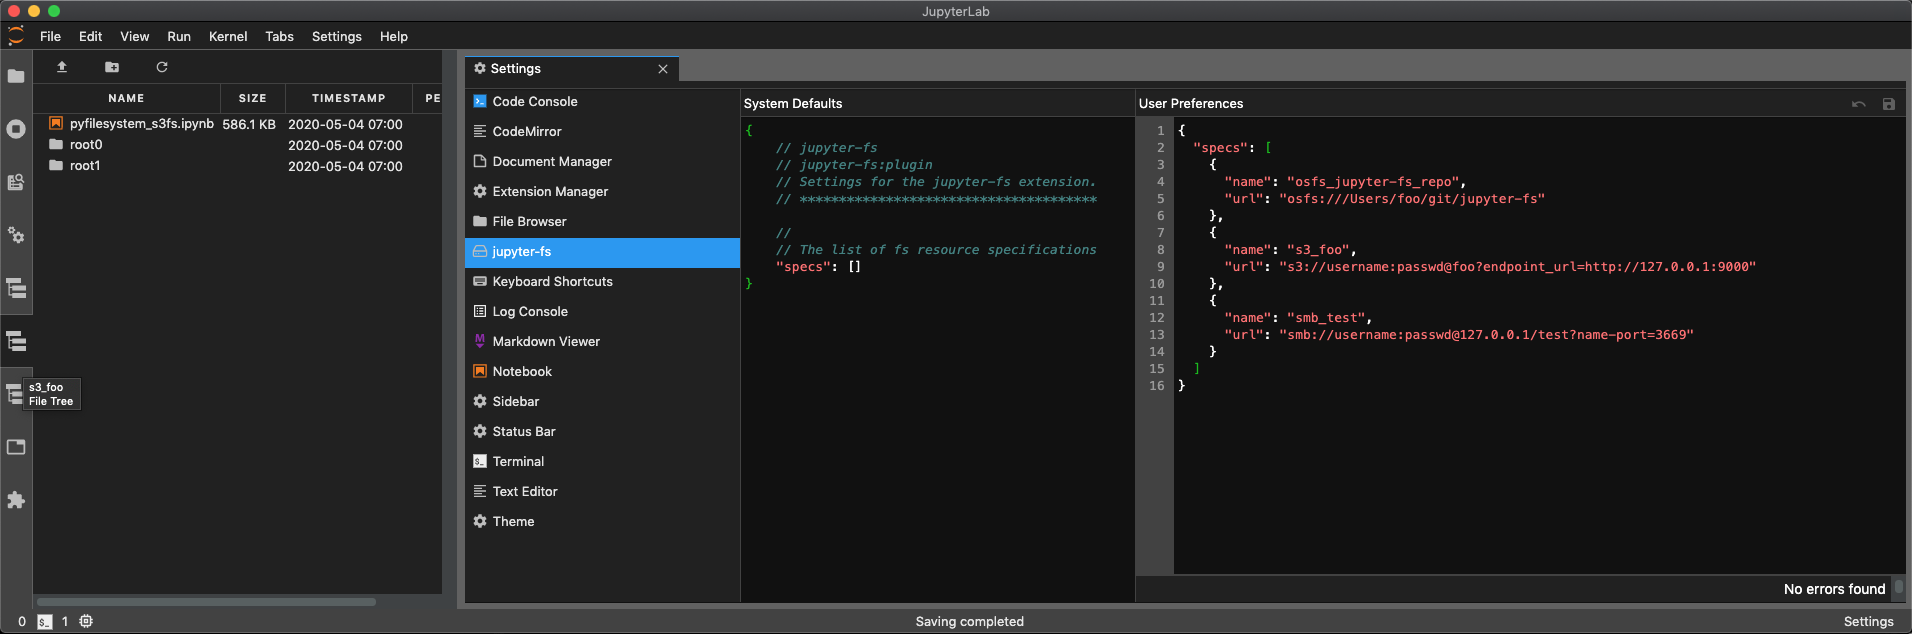 JupyterLab
File Edit View Run Kernel Tabs Settings Help
NAME SIZE TIMESTAMP PE
pyfilesystem_s3fs.ipynb 586.1 KB 2020-05-04 07:00
root0 2020-05-04 07:00
root1 2020-05-04 07:00
s3_foo
File Tree
Settings
Code Console
CodeMirror
Document Manager
Extension Manager
File Browser
jupyter-fs
Keyboard Shortcuts
Log Console
Markdown Viewer
Notebook
Sidebar
Status Bar
Terminal
Text Editor
Theme
System Defaults
{
// jupyter-fs
// jupyter-fs:plugin
// Settings for the jupyter-fs extension.
// **************************************
//
// The list of fs resource specifications
"specs": []
}
User Preferences
1 {
2 "specs": [
3 {
4 "name": "osfs_jupyter-fs_repo",
5 "url": "osfs:///Users/foo/git/jupyter-fs"
6 },
7 {
8 "name": "s3_foo",
9 "url": "s3://username:passwd@foo?endpoint_url=http://127.0.0.1:9000"
10 },
11 {
12 "name": "smb_test",
13 "url": "smb://username:passwd@127.0.0.1/test?name-port=3669"
14 }
15 ]
16 }
No errors found
0 $_ 1 Saving completed Settings